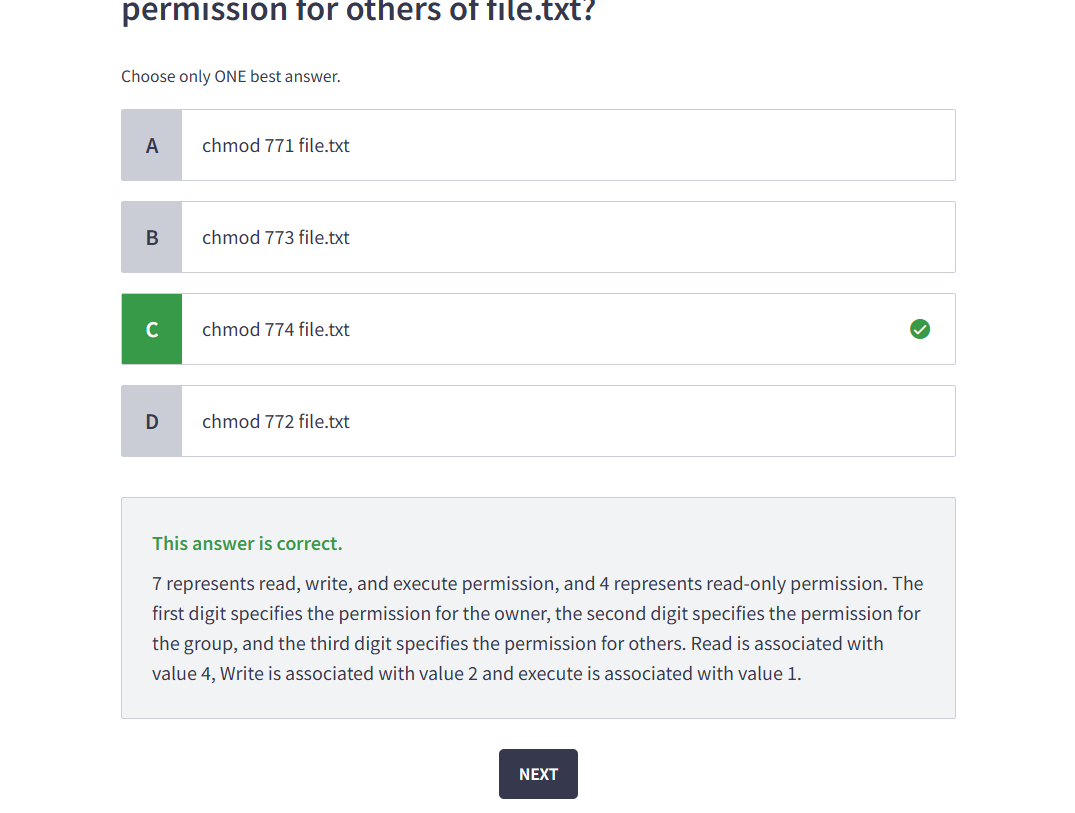 permission for others of file.txt?
Choose only ONE best answer.
A
chmod 771 file.txt
B
chmod 773 file.txt
C
chmod 774 file.txt
D
chmod 772 file.txt
This answer is correct.
7 represents read, write, and execute permission, and 4 represents read-only permission. The
first digit specifies the permission for the owner, the second digit specifies the permission for
the group, and the third digit specifies the permission for others. Read is associated with
value 4, Write is associated with value 2 and execute is associated with value 1.
NEXT